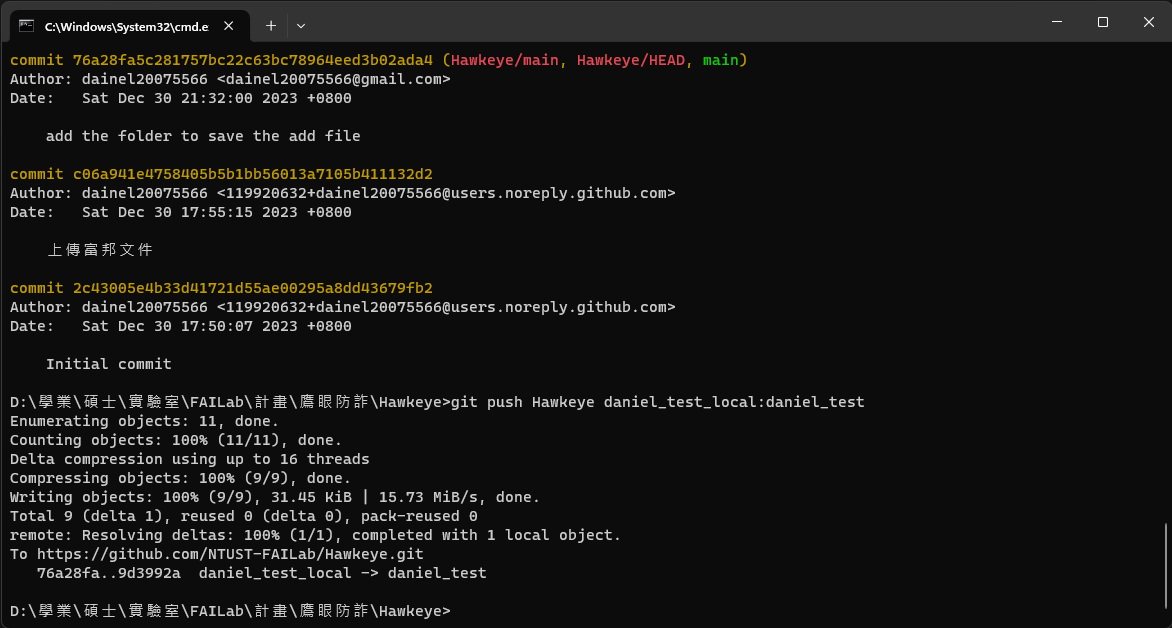 C:\Windows\System32\cmd.e
commit 76a28fa5c281757bc22c63bc78964eed3b02ada4 (Hawkeye/main, Hawkeye/HEAD, main)
Author: dainel20075566 <dainel20075566@gmail.com>
Date:   Sat Dec 30 21:32:00 2023 +0800
    add the folder to save the add file
commit c06a941e4758405b5b1bb56013a7105b411132d2
Author: dainel20075566 <119920632+dainel20075566@users.noreply.github.com>
Date:   Sat Dec 30 17:55:15 2023 +0800
    上傳富邦文件
commit 2c43005e4b33d41721d55ae00295a8dd43679fb2
Author: dainel20075566 <119920632+dainel20075566@users.noreply.github.com>
Date:   Sat Dec 30 17:50:07 2023 +0800
    Initial commit
D:\學業\碩士\實驗室\FAILab\計畫\鷹眼防詐\Hawkeye>git push Hawkeye daniel_test_local:daniel_test
Enumerating objects: 11, done.
Counting objects: 100% (11/11), done.
Delta compression using up to 16 threads
Compressing objects: 100% (9/9), done.
Writing objects: 100% (9/9), 31.45 KiB | 15.73 MiB/s, done.
Total 9 (delta 1), reused 0 (delta 0), pack-reused 0
remote: Resolving deltas: 100% (1/1), completed with 1 local object.
To https://github.com/NTUST-FAILab/Hawkeye.git
   76a28fa..9d3992a  daniel_test_local -> daniel_test
D:\學業\碩士\實驗室\FAILab\計畫\鷹眼防詐\Hawkeye>